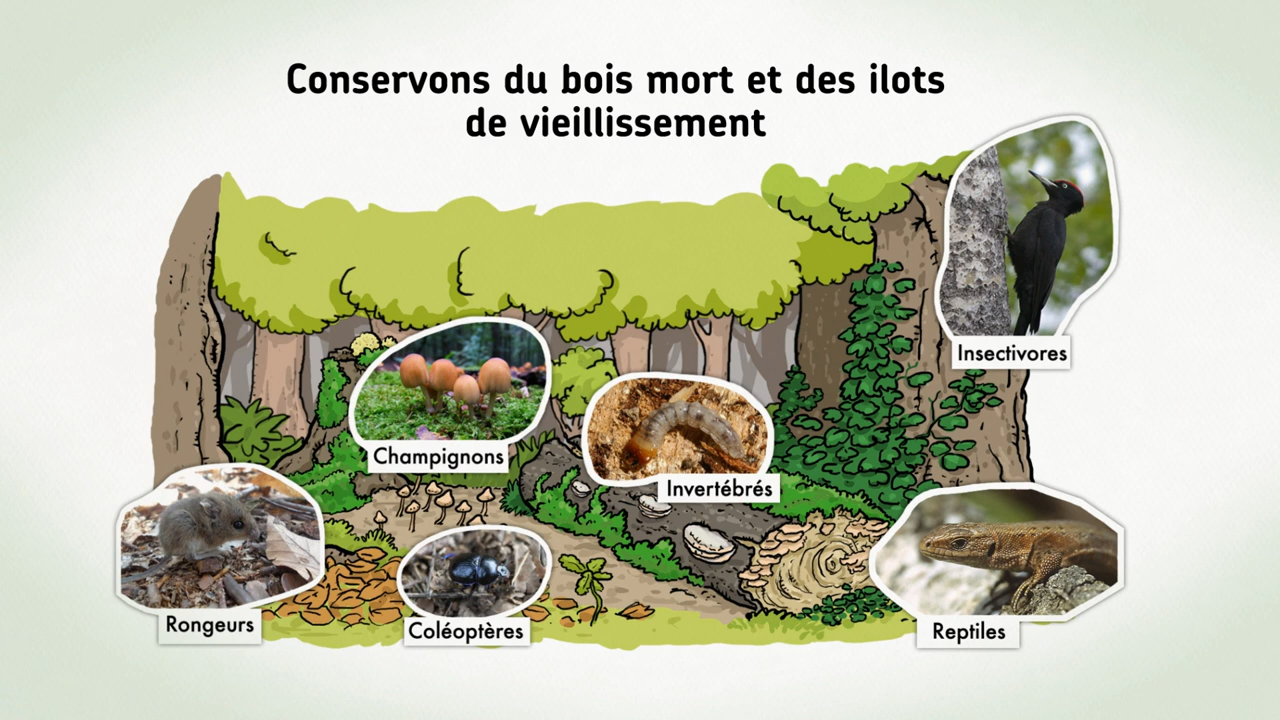 Conservons du bois mort et des ilots
de vieillissement
Insectivores
Champignons
Invertébrés
Rongeurs
Coléoptères
Reptiles